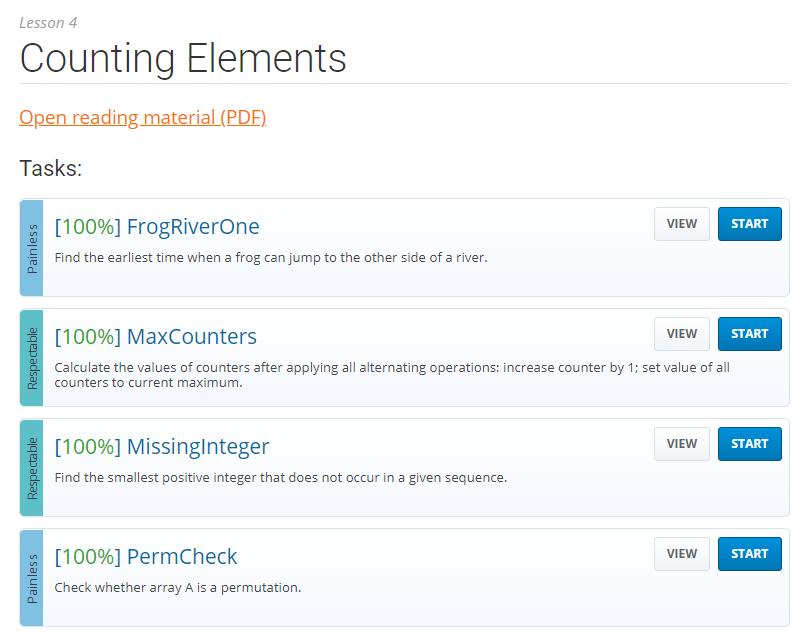 Lesson 4
Counting Elements
Open reading material (PDF)
Tasks:
Painless
[100%] FrogRiverOne
VIEW
START
Find the earliest time when a frog can jump to the other side of a river.
Respectable
[100%] MaxCounters
VIEW
START
Calculate the values of counters after applying all alternating operations: increase counter by 1; set value of all
counters to current maximum.
Respectable
[100%] MissingInteger
VIEW
START
Find the smallest positive integer that does not occur in a given sequence.
Painless
[100%] PermCheck
VIEW
START
Check whether array A is a permutation.